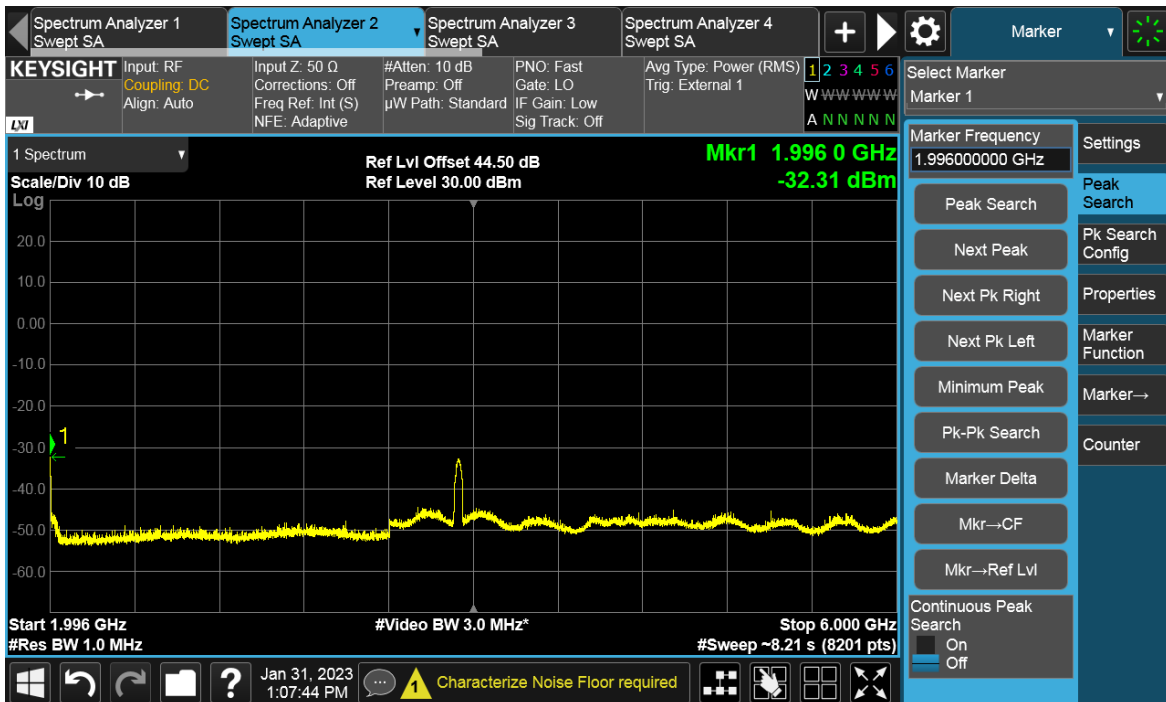 Spectrum Analyzer 1
Swept SA
Spectrum Analyzer 2
Swept SA
Spectrum Analyzer 3
Swept SA
Spectrum Analyzer 4
Swept SA
Marker
KEYSIGHT
LXI
Input: RF
Coupling: DC
Align: Auto
Input Z: 50 Ω
Corrections: Off
Freq Ref: Int (S)
NFE: Adaptive
#Atten: 10 dB
Preamp: Off
µW Path: Standard
PNO: Fast
Gate: LO
IF Gain: Low
Sig Track: Off
Avg Type: Power (RMS)
Trig: External 1
1 2 3 4 5 6
W W W W W W
A N N N N N
Select Marker
Marker 1
1 Spectrum
Scale/Div 10 dB
Log
Ref Lvl Offset 44.50 dB
Ref Level 30.00 dBm
Mkr1 1.996 0 GHz
-32.31 dBm
20.0
10.0
0.00
-10.0
-20.0
-30.0
-40.0
-50.0
-60.0
1
Start 1.996 GHz
#Res BW 1.0 MHz
#Video BW 3.0 MHz*
Stop 6.000 GHz
#Sweep ~8.21 s (8201 pts)
Marker Frequency
1.996000000 GHz
Peak Search
Next Peak
Next Pk Right
Next Pk Left
Minimum Peak
Pk-Pk Search
Marker Delta
Mkr→CF
Mkr→Ref Lvl
Continuous Peak
Search
On
Off
Settings
Peak
Search
Pk Search
Config
Properties
Marker
Function
Marker→
Counter
?
Jan 31, 2023
1:07:44 PM
1
Characterize Noise Floor required